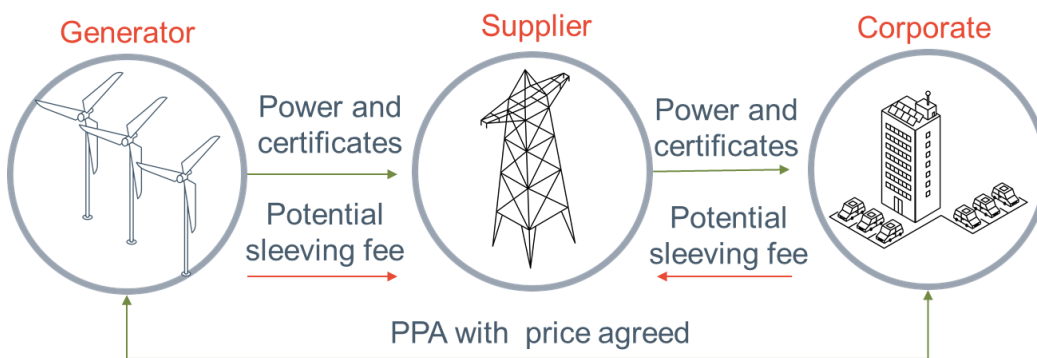 Generator
Supplier
Corporate
Power and
certificates
Power and
certificates
Potential
sleeving fee
Potential
sleeving fee
PPA with price agreed